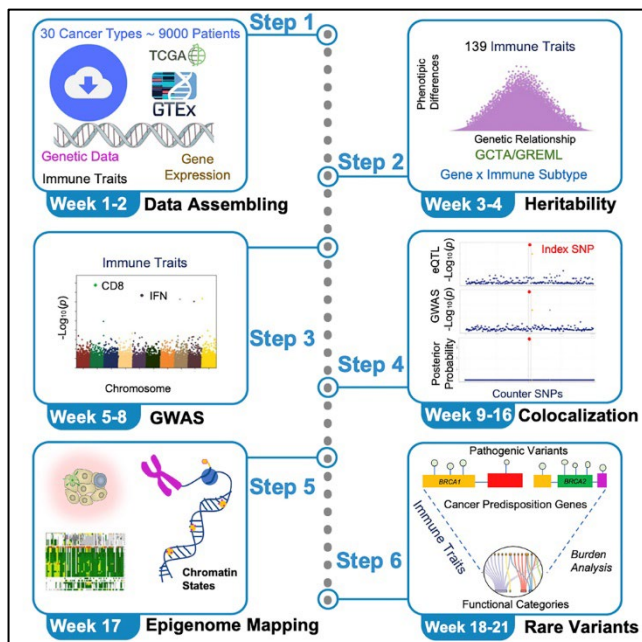 Step 1
30 Cancer Types ~ 9000 Patients
TCGA
GTEx
Genetic Data
Gene
Expression
Immune Traits
Week 1-2 Data Assembling
Step 2
139 Immune Traits
Phenotipic
Differences
Genetic Relationship
GCTA/GREML
Gene x Immune Subtype
Week 3-4 Heritability
Step 3
Immune Traits
CD8
IFN
-Log10(p)
Chromosome
Week 5-8 GWAS
Step 4
Index SNP
eQTL
-Log10(p)
GWAS
-Log10(p)
Posterior
Probability
Counter SNPs
Week 9-16 Colocalization
Step 5
Chromatin
States
Week 17 Epigenome Mapping
Step 6
Pathogenic Variants
BRCA1
BRCA2
Cancer Predisposition Genes
Immune Traits
Burden
Analysis
Functional Categories
Week 18-21 Rare Variants